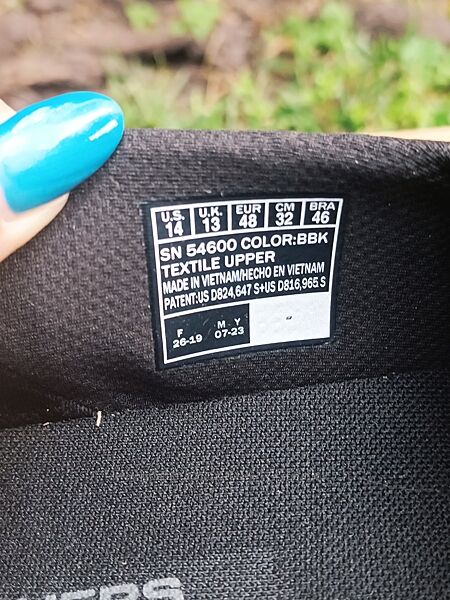 U.S. U.K. EUR CM BRA
14 13 48 32 46
SN 54600 COLOR:BBK
TEXTILE UPPER
MADE IN VIETNAM/HECHO EN VIETNAM
PATENT:US D824,647 S+US D816,965 S
F M Y
26-19 07-23